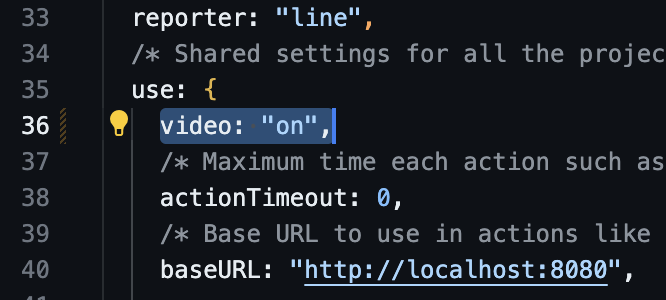 33 reporter: "line",
34 /* Shared settings for all the projec
35 use: {
36 video: "on",
37 /* Maximum time each action such as
38 actionTimeout: 0,
39 /* Base URL to use in actions like
40 baseURL: "http://localhost:8080",